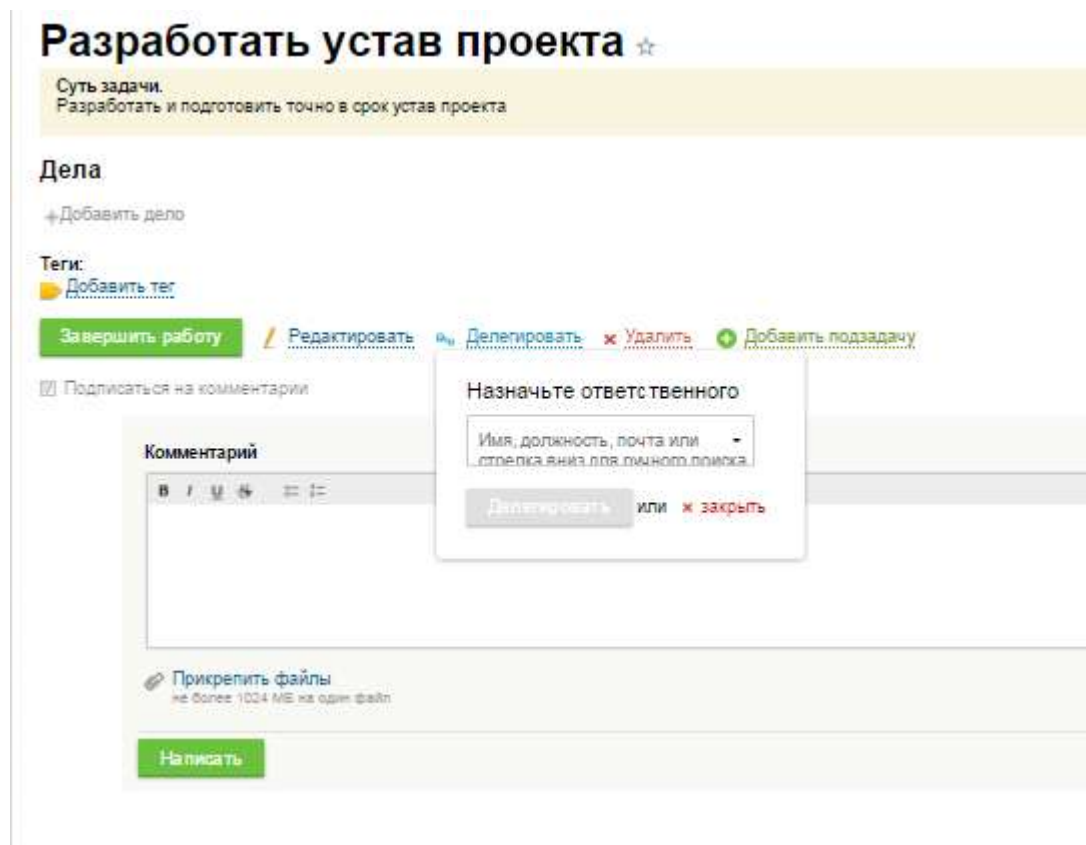 Разработать устав проекта
Суть задачи.
Разработать и подготовить точно в срок устав проекта
Дела
+Добавить дело
Теги:
Добавить тег
Завершить работу Редактировать Делегировать × Удалить Добавить подзадачу
Подписаться на комментарии
Назначьте ответственного
Имя, должность, почта или
стрелка вниз для ручного поиска
Делегировать или × закрыть
Комментарий
B I U S
Прикрепить файлы
не более 1024 МБ на один файл
Написать